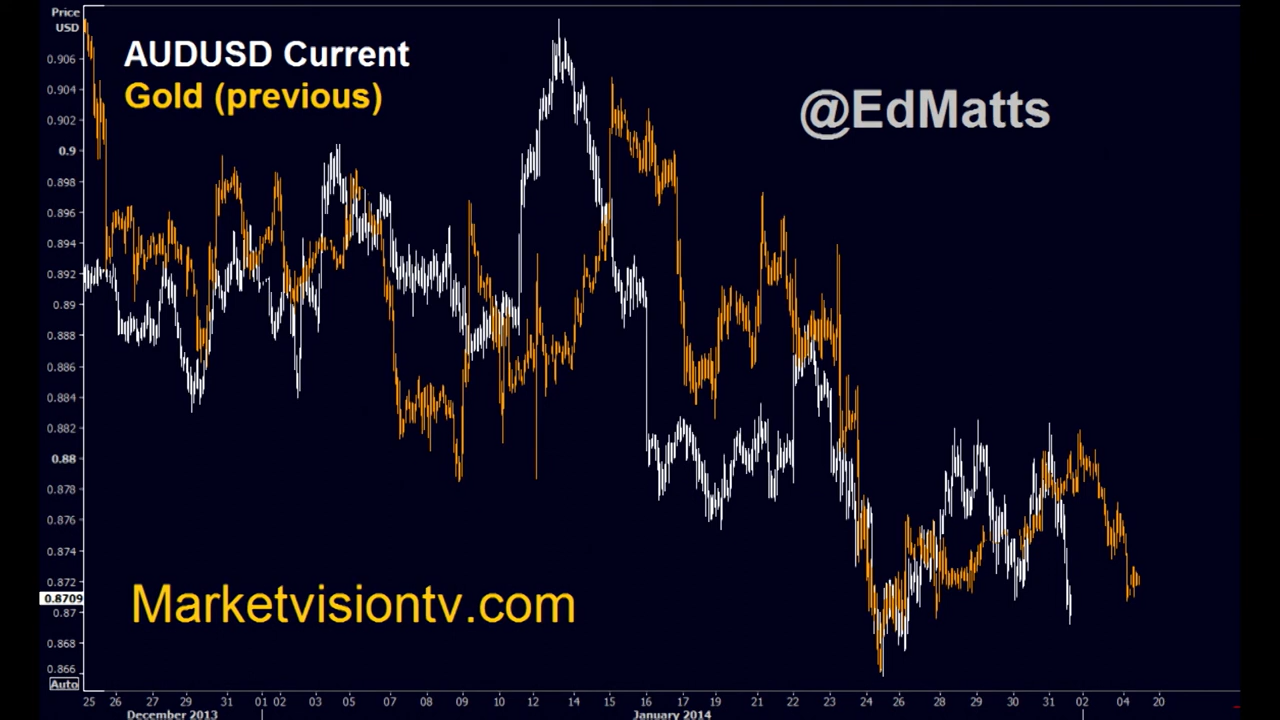 Price
USD
AUDUSD Current
Gold (previous)
@EdMatts
0.906
0.904
0.902
0.9
0.898
0.896
0.894
0.892
0.89
0.888
0.886
0.884
0.882
0.88
0.878
0.876
0.874
0.872
0.8709
0.87
0.868
0.866
Auto
Marketvisiontv.com
25 26 27 29 31 01 02 03 05 07 09 10 12 13 15 16 17 19 20 22 23 24 26 28 29 30 31 02 04 20
December 2013 January 2014